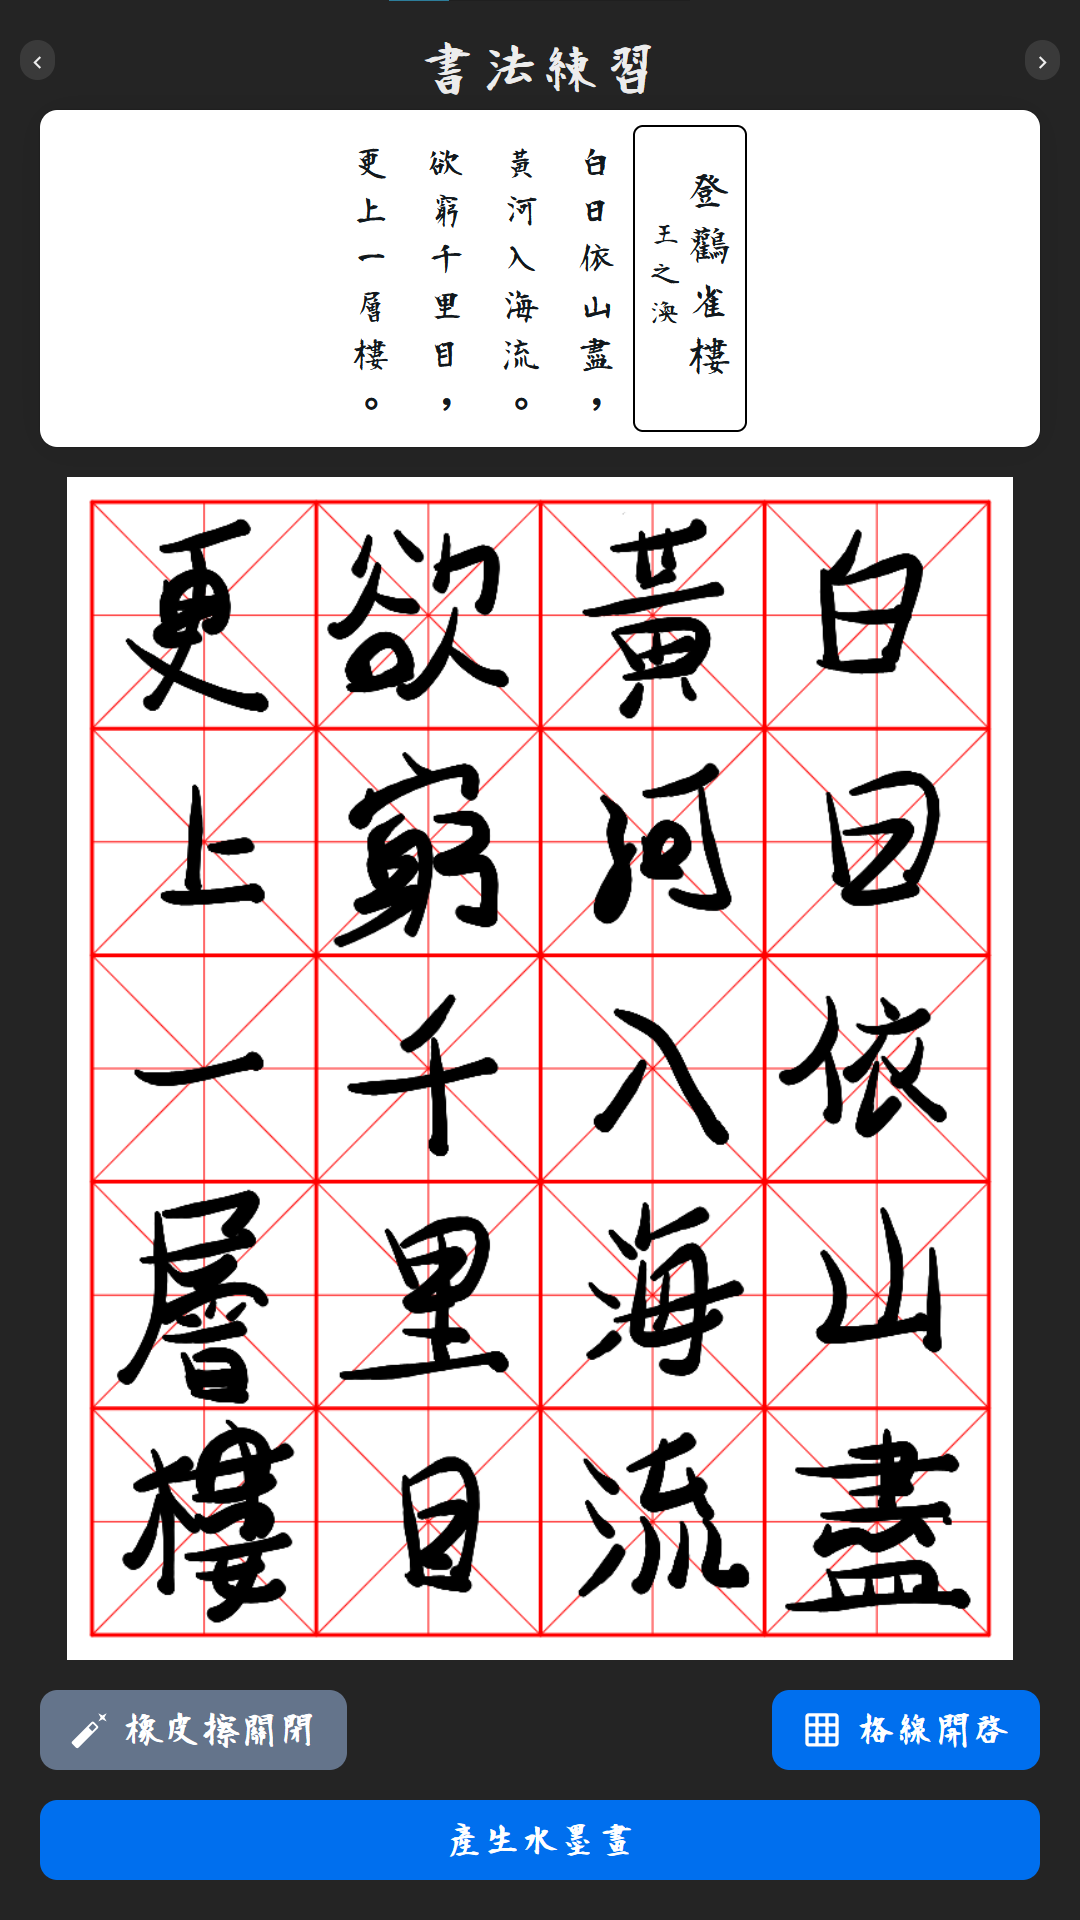 書法練習
登鸛雀樓
王之渙
白日依山盡，
黃河入海流。
欲窮千里目，
更上一層樓。
白日依山盡
黃河入海流
欲窮千里目
更上一層樓
橡皮擦關閉
格線開啓
產生水墨畫